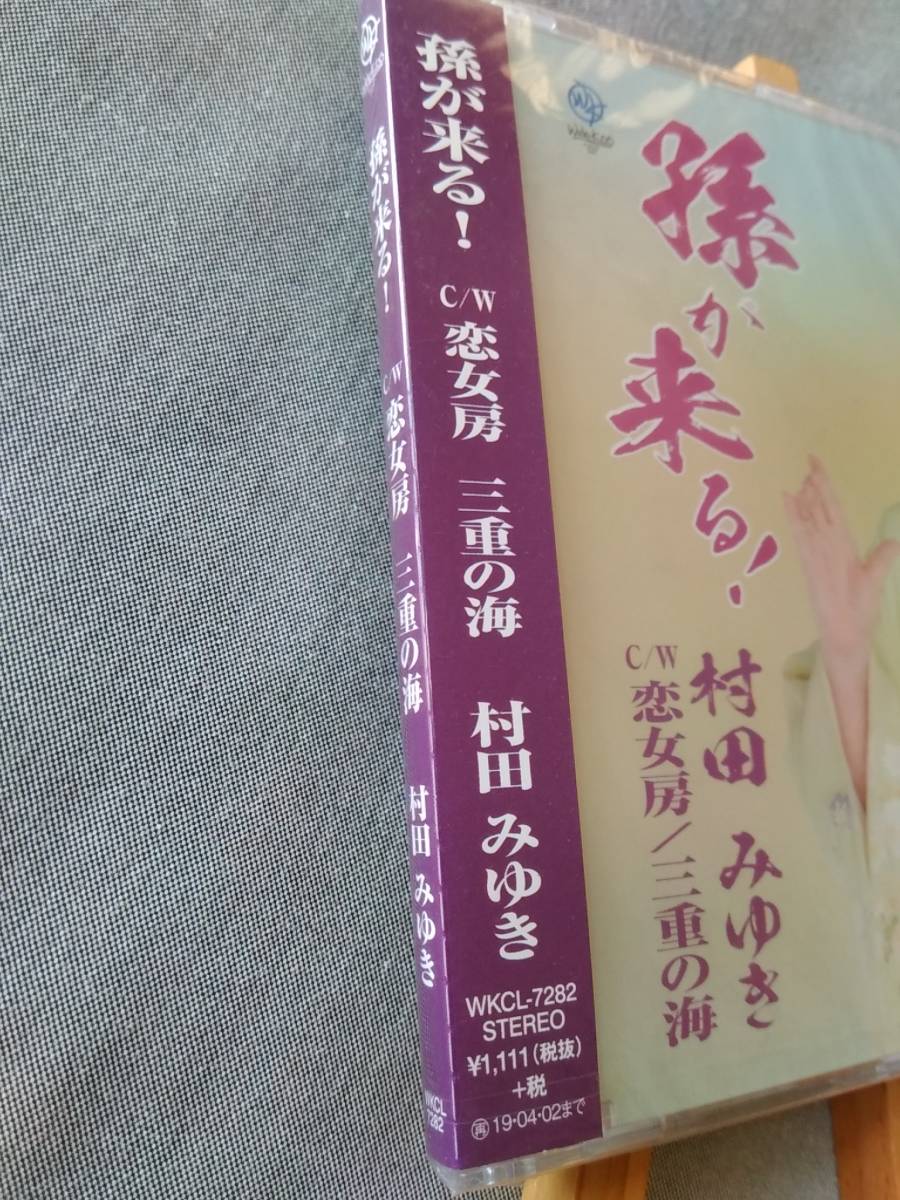 孫が来る!
C/W
恋女房
三重の海
村田 みゆき
WKCL
7282
孫が来る!
C/W
恋女房
三重の海
村田 みゆき
WKCL-7282
STEREO
¥1,111(税抜)
+税
再19・04・02まで
孫が来る!
村田 みゆき
C/W
恋女房/三重の海